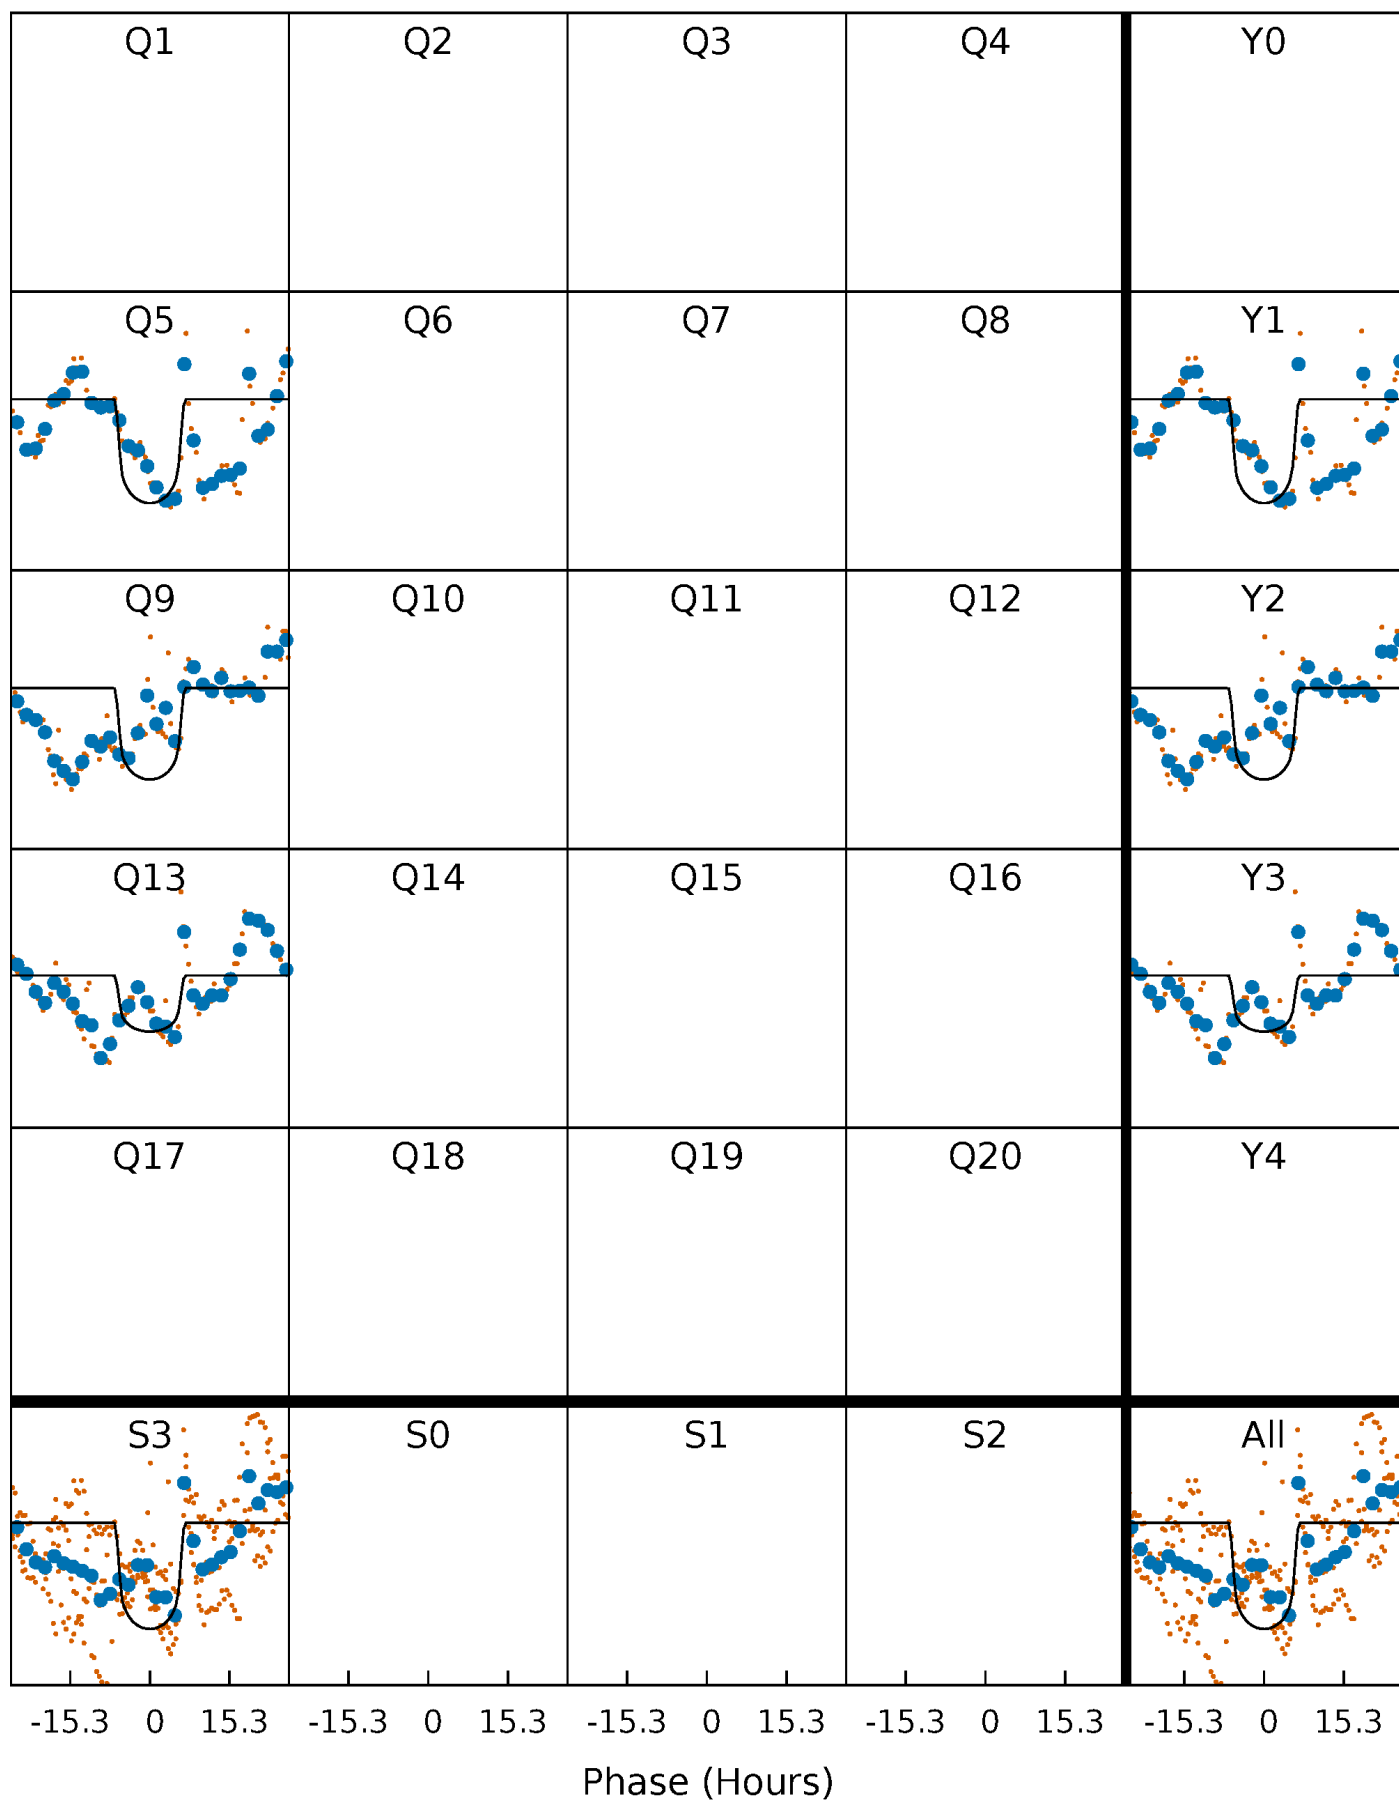 Q1 Q2 Q3 Q4 Y0
Q5 Q6 Q7 Q8 Y1
Q9 Q10 Q11 Q12 Y2
Q13 Q14 Q15 Q16 Y3
Q17 Q18 Q19 Q20 Y4
S3 S0 S1 S2 All
-15.3 0 15.3 -15.3 0 15.3 -15.3 0 15.3 -15.3 0 15.3 -15.3 0 15.3
Phase (Hours)